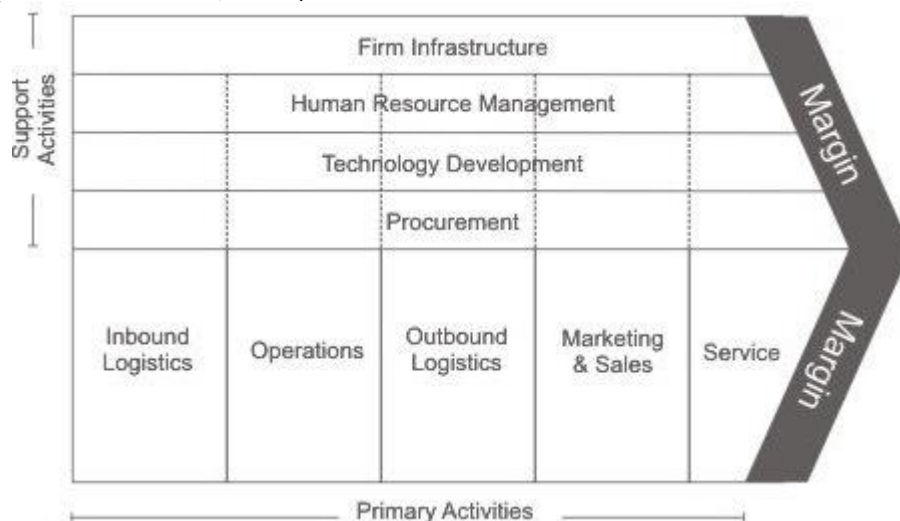 Support
Activities
Firm Infrastructure
Human Resource Management
Technology Development
Procurement
Inbound
Logistics
Operations
Outbound
Logistics
Marketing
& Sales
Service
Margin
Margin
Primary Activities